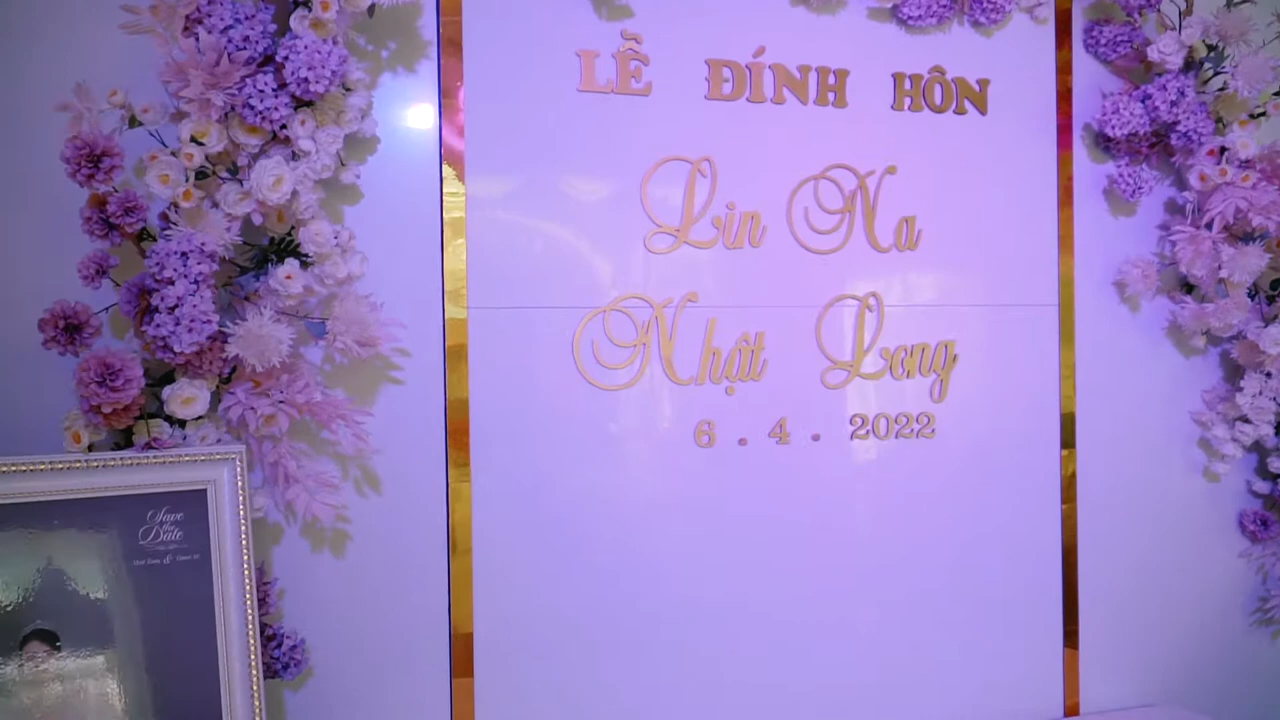 LỄ ĐÍNH HÔN
Lin Na
Nhật Long
6 . 4 . 2022
Save
the
Date
&